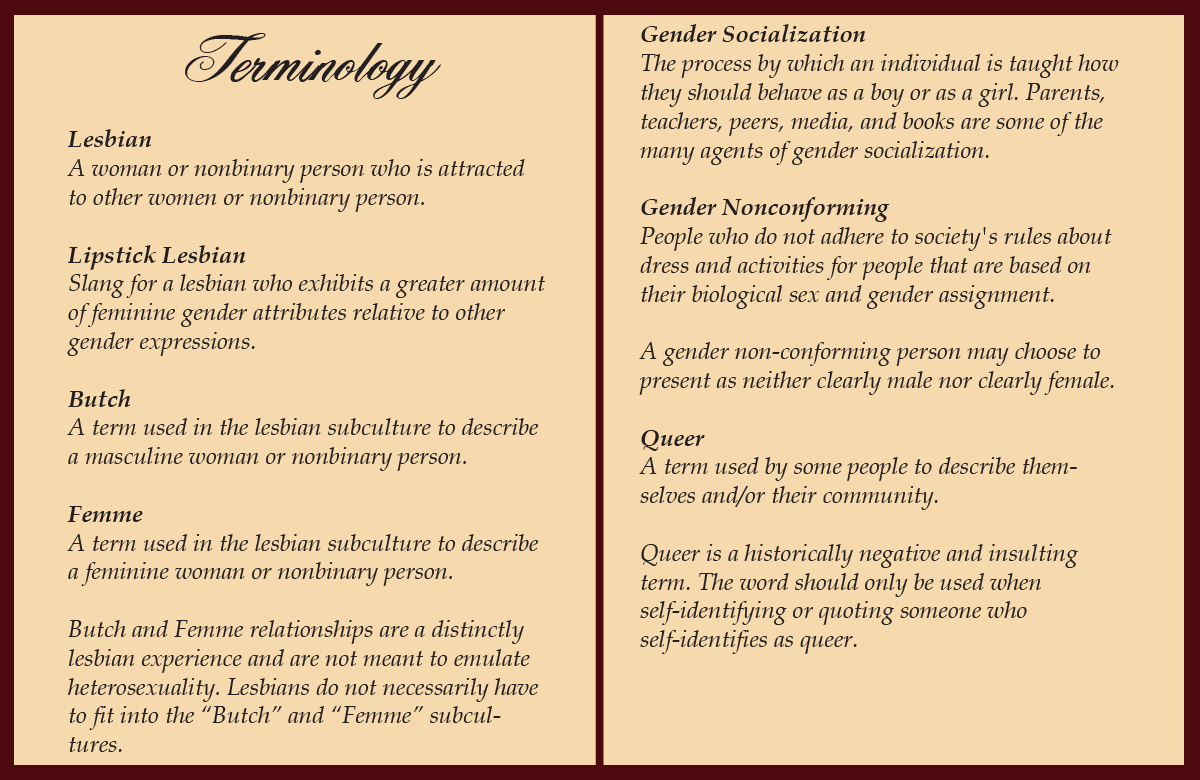 Terminology
Lesbian
A woman or nonbinary person who is attracted
to other women or nonbinary person.
Lipstick Lesbian
Slang for a lesbian who exhibits a greater amount
of feminine gender attributes relative to other
gender expressions.
Butch
A term used in the lesbian subculture to describe
a masculine woman or nonbinary person.
Femme
A term used in the lesbian subculture to describe
a feminine woman or nonbinary person.
Butch and Femme relationships are a distinctly
lesbian experience and are not meant to emulate
heterosexuality. Lesbians do not necessarily have
to fit into the “Butch” and “Femme” subcul-
tures.
Gender Socialization
The process by which an individual is taught how
they should behave as a boy or as a girl. Parents,
teachers, peers, media, and books are some of the
many agents of gender socialization.
Gender Nonconforming
People who do not adhere to society's rules about
dress and activities for people that are based on
their biological sex and gender assignment.
A gender non-conforming person may choose to
present as neither clearly male nor clearly female.
Queer
A term used by some people to describe them-
selves and/or their community.
Queer is a historically negative and insulting
term. The word should only be used when
self-identifying or quoting someone who
self-identifies as queer.